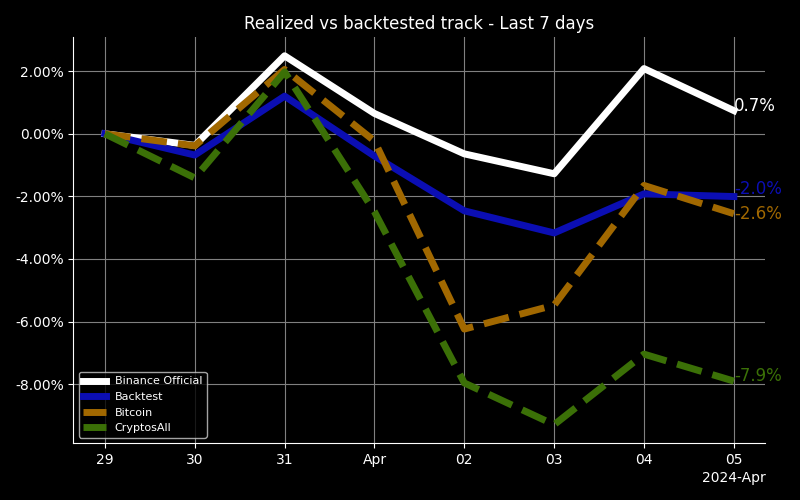 Realized vs backtested track - Last 7 days
2.00%
0.00%
-2.00%
-4.00%
-6.00%
-8.00%
0.7%
-2.0%
-2.6%
-7.9%
Binance Official
Backtest
Bitcoin
CryptosAll
29 30 31 Apr 02 03 04 05
2024-Apr